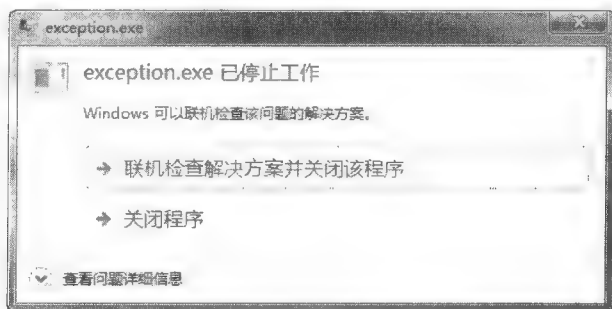 exception.exe
exception.exe 已停止工作
Windows 可以联机检查该问题的解决方案。
联机检查解决方案并关闭该程序
关闭程序
查看问题详细信息